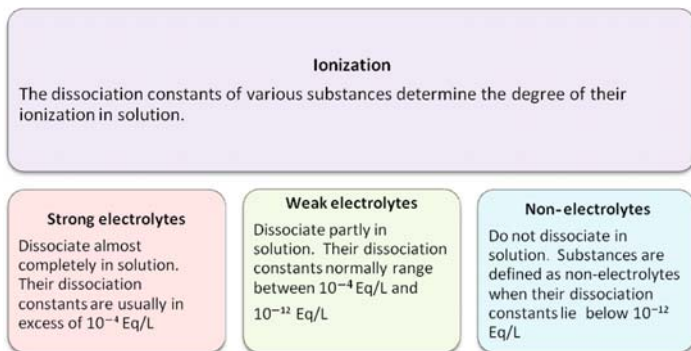 Ionization
The dissociation constants of various substances determine the degree of their
ionization in solution.
Strong electrolytes
Dissociate almost
completely in solution.
Their dissociation
constants are usually in
excess of 10⁻⁴ Eq/L
Weak electrolytes
Dissociate partly in
solution. Their dissociation
constants normally range
between 10⁻⁴ Eq/L and
10⁻¹² Eq/L
Non-electrolytes
Do not dissociate in
solution. Substances are
defined as non-electrolytes
when their dissociation
constants lie below 10⁻¹²
Eq/L